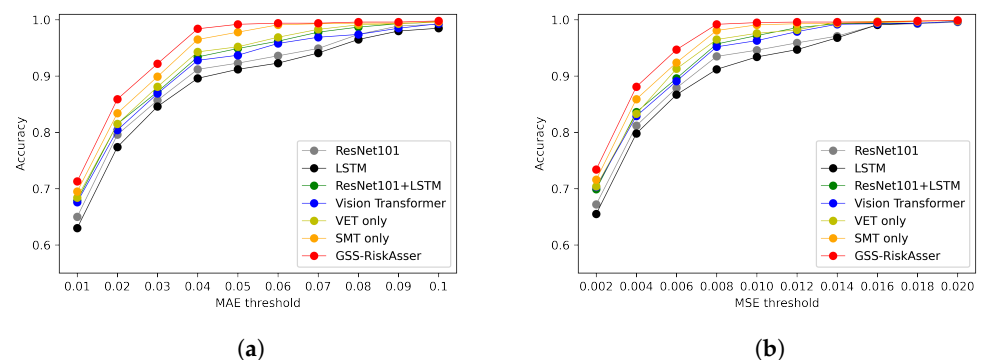 1.0
0.9
0.8
0.7
0.6
Accuracy
0.01 0.02 0.03 0.04 0.05 0.06 0.07 0.08 0.09 0.1
MAE threshold
ResNet101
LSTM
ResNet101+LSTM
Vision Transformer
VET only
SMT only
GSS-RiskAsser
(a)
1.0
0.9
0.8
0.7
0.6
Accuracy
0.002 0.004 0.006 0.008 0.010 0.012 0.014 0.016 0.018 0.020
MSE threshold
ResNet101
LSTM
ResNet101+LSTM
Vision Transformer
VET only
SMT only
GSS-RiskAsser
(b)